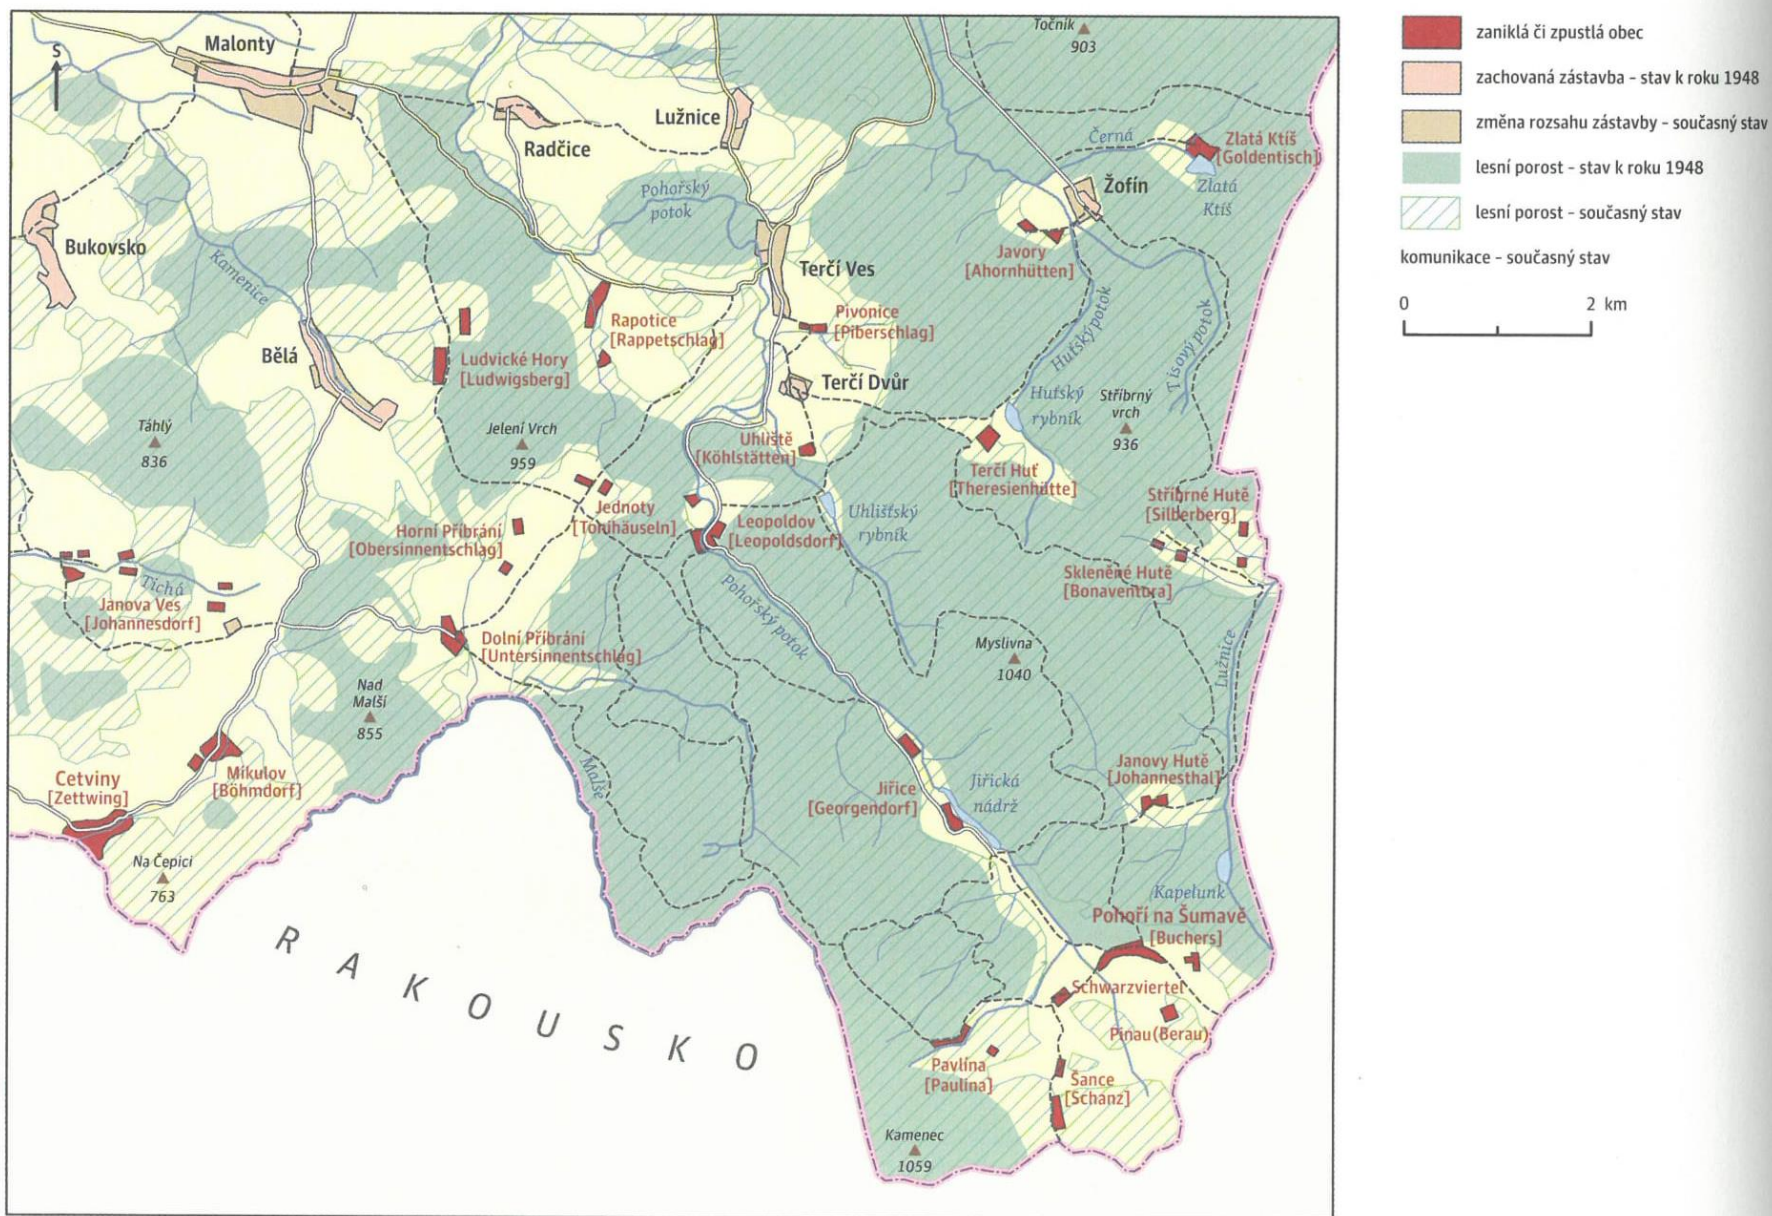 Točník
903
zaniklá či zpustlá obec
S
Malonty
zachovaná zástavba – stav k roku 1948
Lužnice
změna rozsahu zástavby – současný stav
Radčice
Černá
Zlatá Ktiš
[Goldentisch]
lesní porost – stav k roku 1948
Pohořský
potok
Žofín
Zlatá
Ktiš
lesní porost – současný stav
Bukovsko
Javory
[Ahornhütten]
komunikace – současný stav
Kamenice
Terčí Ves
0 2 km
Rapotice
[Rappetschlag]
Pivonice
[Piberschlag]
Huťský potok
Tisový potok
Bělá
Ludvické Hory
[Ludwigsberg]
Terčí Dvůr
Huťský
rybník
Stříbrný
vrch
936
Táhlý
836
Jelení Vrch
959
Uhliště
[Köhlstätten]
Terčí Huť
[Theresienhütte]
Stříbrné Hutě
[Silberberg]
Jednoty
[Tonihäuseln]
Leopoldov
[Leopoldsdorf]
Uhlišťský
rybník
Horní Příbrání
[Obersinnentschlag]
Skleněné Hutě
[Bonaventura]
Tichá
Janova Ves
[Johannesdorf]
Pohořský potok
Dolní Příbrání
[Untersinnentschlag]
Myslivna
1040
Lužnice
Nad
Malší
855
Malše
Cetviny
[Zettwing]
Mikulov
[Böhmdorf]
Jiřice
[Georgendorf]
Jiřická
nádrž
Janovy Hutě
[Johannesthal]
Na Čepici
763
Kapelunk
Pohoří na Šumavě
[Buchers]
RAKOUSKO
Schwarzviertel
Pinau (Berau)
Pavlína
[Paulina]
Šance
[Schanz]
Kamenec
1059